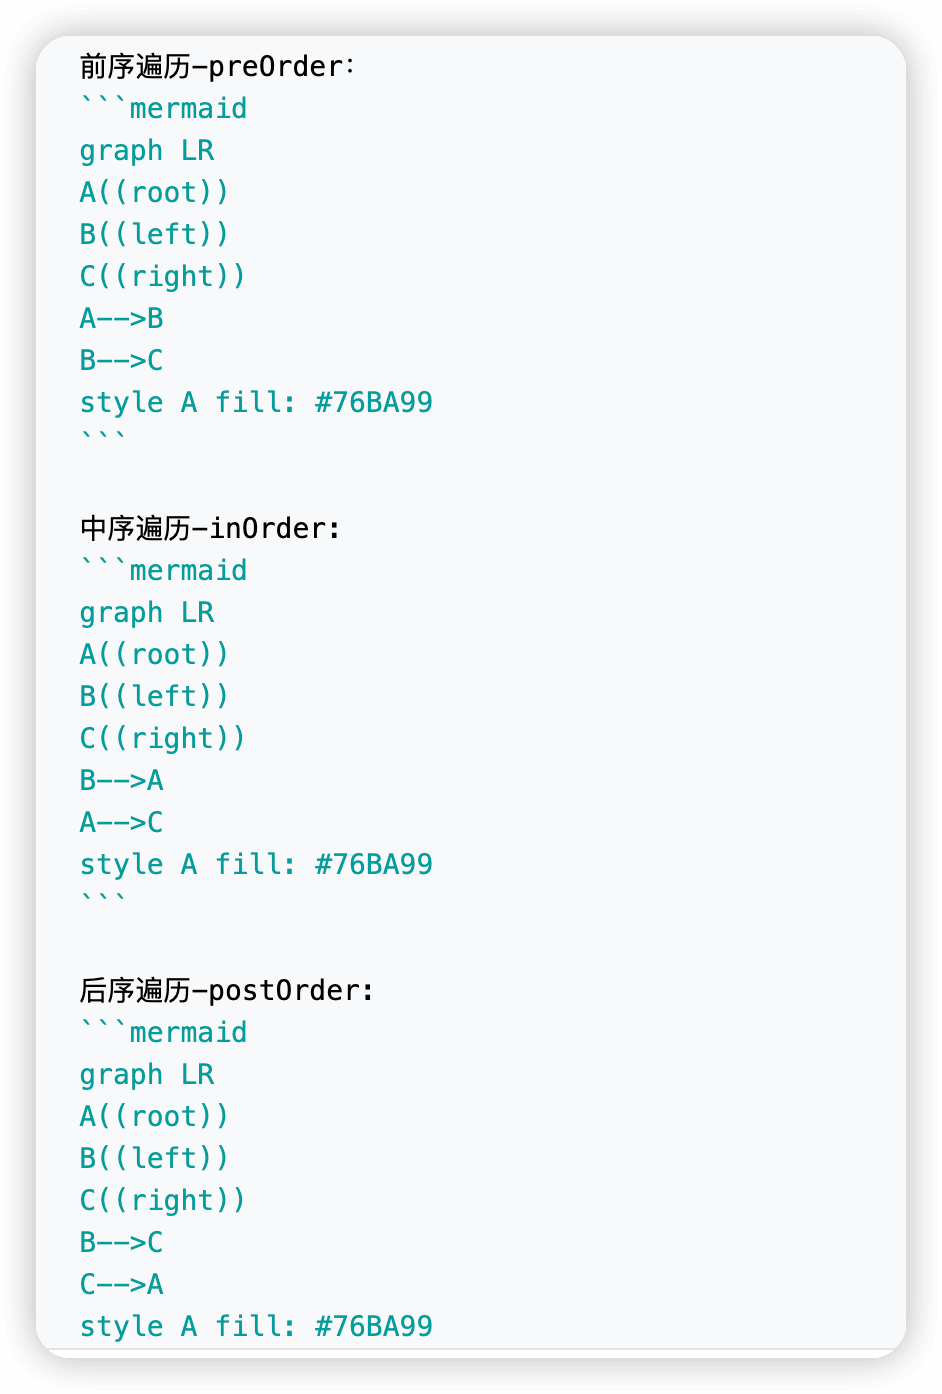 前序遍历-preOrder：
```mermaid
graph LR
A((root))
B((left))
C((right))
A-->B
B-->C
style A fill: #76BA99
```
中序遍历-inOrder:
```mermaid
graph LR
A((root))
B((left))
C((right))
B-->A
A-->C
style A fill: #76BA99
```
后序遍历-postOrder:
```mermaid
graph LR
A((root))
B((left))
C((right))
B-->C
C-->A
style A fill: #76BA99